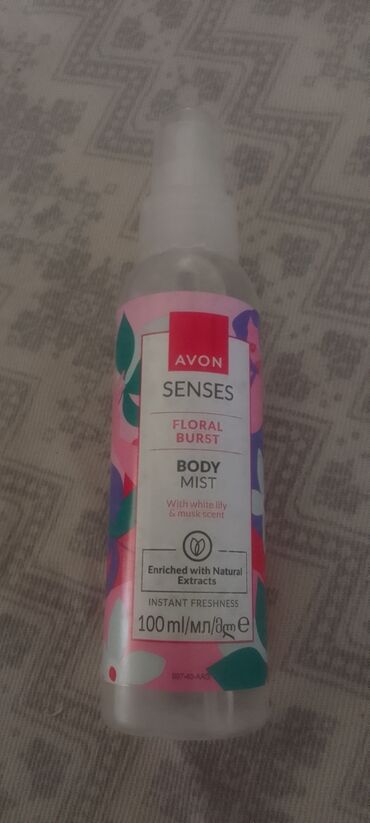 AVON
SENSES
FLORAL
BURST
BODY
MIST
With white lily
& musk scent
Enriched with Natural
Extracts
INSTANT FRESHNESS
100 ml/мл/მლ e